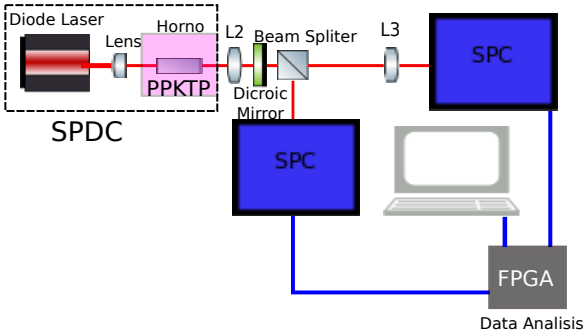 Diode Laser
Lens
Horno
PPKTP
SPDC
L2
Beam Spliter
Dicroic
Mirror
L3
SPC
SPC
FPGA
Data Analisis